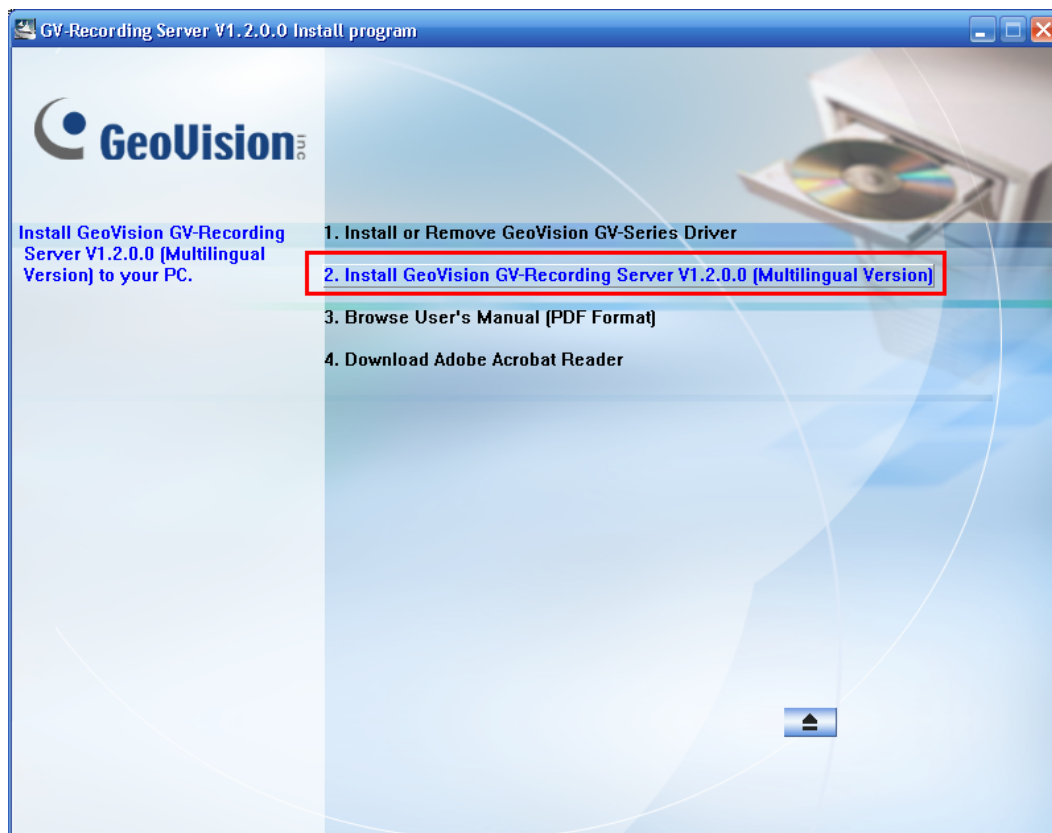 GV-Recording Server V1.2.0.0 Install program
GeoVision inc
Install GeoVision GV-Recording
Server V1.2.0.0 (Multilingual
Version) to your PC.
1. Install or Remove GeoVision GV-Series Driver
2. Install GeoVision GV-Recording Server V1.2.0.0 (Multilingual Version)
3. Browse User's Manual (PDF Format)
4. Download Adobe Acrobat Reader